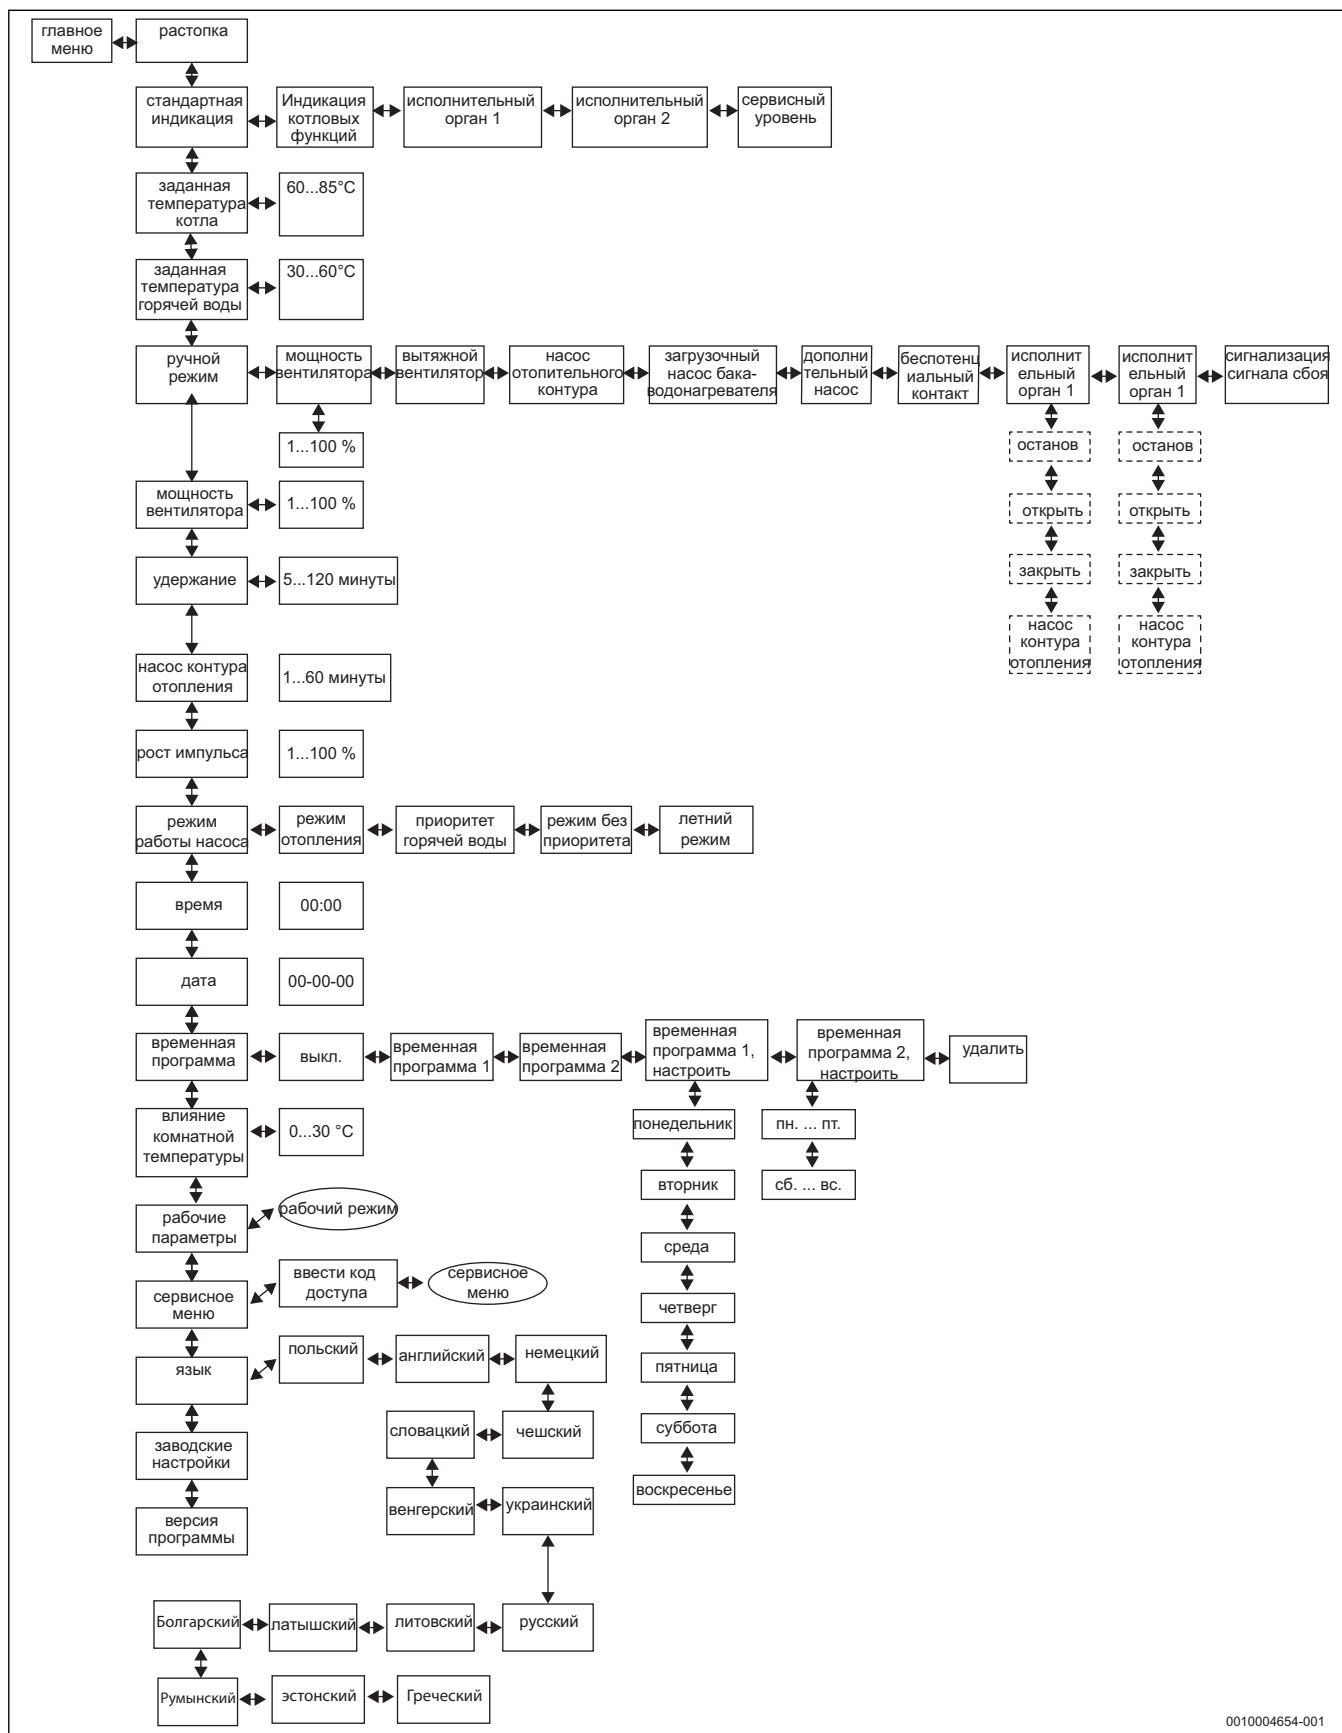 главное
меню
растопка
стандартная
индикация
Индикация
котловых
функций
исполнительный
орган 1
исполнительный
орган 2
сервисный
уровень
заданная
температура
котла
60...85°C
заданная
температура
горячей воды
30...60°C
ручной
режим
мощность
вентилятора
вытяжной
вентилятор
насос
отопительного
контура
загрузочный
насос бака-
водонагревателя
дополни
тельный
насос
беспотенц
иальный
контакт
исполнит
ельный
орган 1
исполнит
ельный
орган 1
сигнализация
сигнала сбоя
1...100 %
останов
открыть
закрыть
насос
контура
отопления
останов
открыть
закрыть
насос
контура
отопления
мощность
вентилятора
1...100 %
удержание
5...120 минуты
насос контура
отопления
1...60 минуты
рост импульса
1...100 %
режим
работы насоса
режим
отопления
приоритет
горячей воды
режим без
приоритета
летний
режим
время
00:00
дата
00-00-00
временная
программа
выкл.
временная
программа 1
временная
программа 2
временная
программа 1,
настроить
временная
программа 2,
настроить
удалить
понедельник
вторник
среда
четверг
пятница
суббота
воскресенье
пн. ... пт.
сб. ... вс.
влияние
комнатной
температуры
0...30 °C
рабочие
параметры
рабочий режим
сервисное
меню
ввести код
доступа
сервисное
меню
язык
польский
английский
немецкий
словацкий
чешский
венгерский
украинский
заводские
настройки
версия
программы
Болгарский
латышский
литовский
русский
Румынский
эстонский
Греческий
0010004654-001